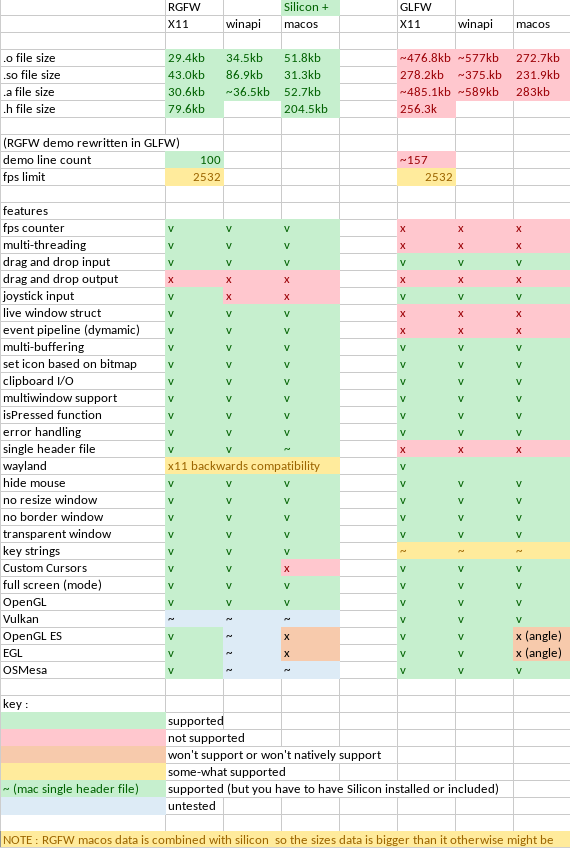 RGFW Silicon + GLFW
X11 winapi macos X11 winapi macos
.o file size 29.4kb 34.5kb 51.8kb ~476.8kb ~577kb 272.7kb
.so file size 43.0kb 86.9kb 31.3kb 278.2kb ~375.kb 231.9kb
.a file size 30.6kb ~36.5kb 52.7kb ~485.1kb ~589kb 283kb
.h file size 79.6kb 204.5kb 256.3k
(RGFW demo rewritten in GLFW)
demo line count 100 ~157
fps limit 2532 2532
features
fps counter v v v x x x
multi-threading v v v x x x
drag and drop input v v v v v v
drag and drop output x x x x x x
joystick input v x x v v v
live window struct v v v x x x
event pipeline (dynamic) v v v x x x
multi-buffering v v v v v v
set icon based on bitmap v v v v v v
clipboard I/O v v v v v v
multiwindow support v v v v v v
isPressed function v v v v v v
error handling v v v v v v
single header file v v ~ x x x
wayland x11 backwards compatibility v
hide mouse v v v v v v
no resize window v v v v v v
no border window v v v v v v
transparent window v v v v v v
key strings v v v ~ ~ ~
Custom Cursors v v x v v v
full screen (mode) v v v v v v
OpenGL v v v v v v
Vulkan ~ ~ ~ v v v
OpenGL ES v ~ x v v x (angle)
EGL v ~ x v v x (angle)
OSMesa v ~ ~ v v v
key :
supported
not supported
won't support or won't natively support
some-what supported
~ (mac single header file) supported (but you have to have Silicon installed or included)
untested
NOTE : RGFW macos data is combined with silicon so the sizes data is bigger than it otherwise might be